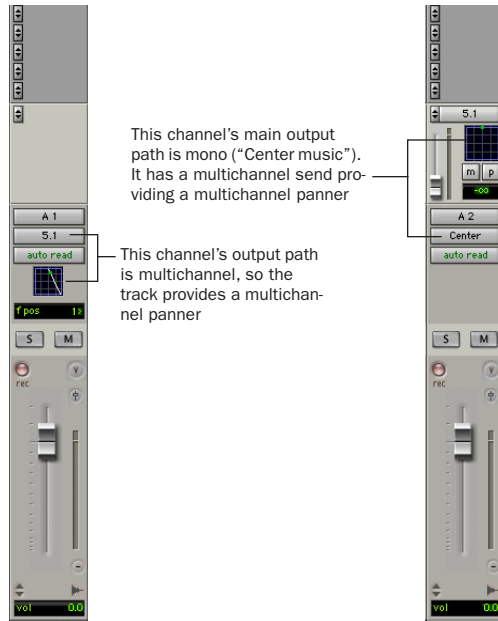 5.1
This channel's main output
path is mono ("Center music").
It has a multichannel send pro-
viding a multichannel panner
m p
-∞
A 1
5.1
auto read
A 2
Center
auto read
This channel's output path
is multichannel, so the
track provides a multichan-
nel panner
f pos 1»
S M
S M
rec
V
rec
V
vol 0.0
vol 0.0